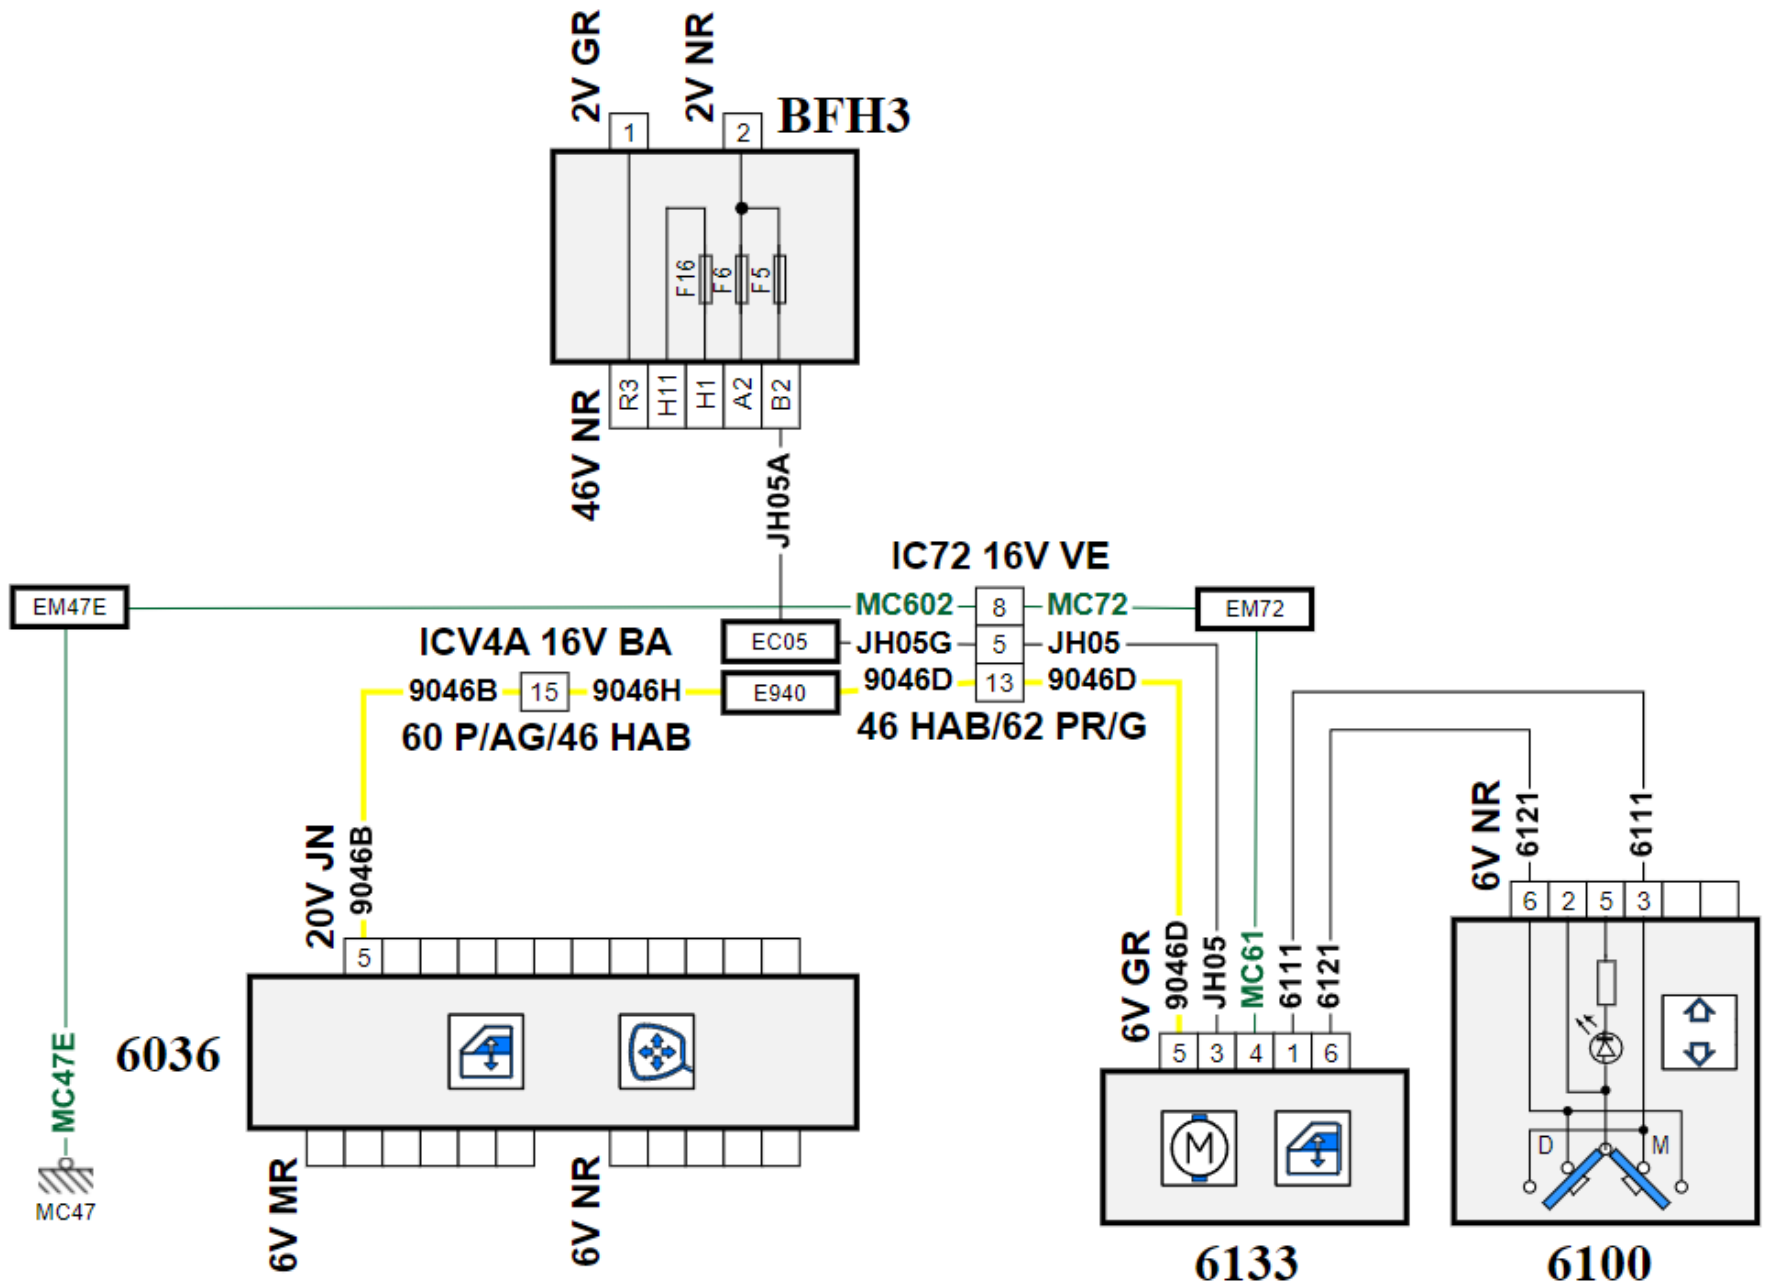 2V GR
2V NR
BFH3
1
2
F16
F6
F5
R3
H11
H1
A2
B2
46V NR
JH05A
IC72 16V VE
EM47E
MC602
8
MC72
EM72
ICV4A 16V BA
EC05
JH05G
5
JH05
9046B
15
9046H
E940
9046D
13
9046D
60 P/AG/46 HAB
46 HAB/62 PR/G
20V JN
9046B
6V GR
9046D
JH05
MC61
6111
6121
6V NR
6121
6111
6
2
5
3
5
5
3
4
1
6
MC47E
6036
M
D
M
MC47
6V MR
6V NR
6133
6100